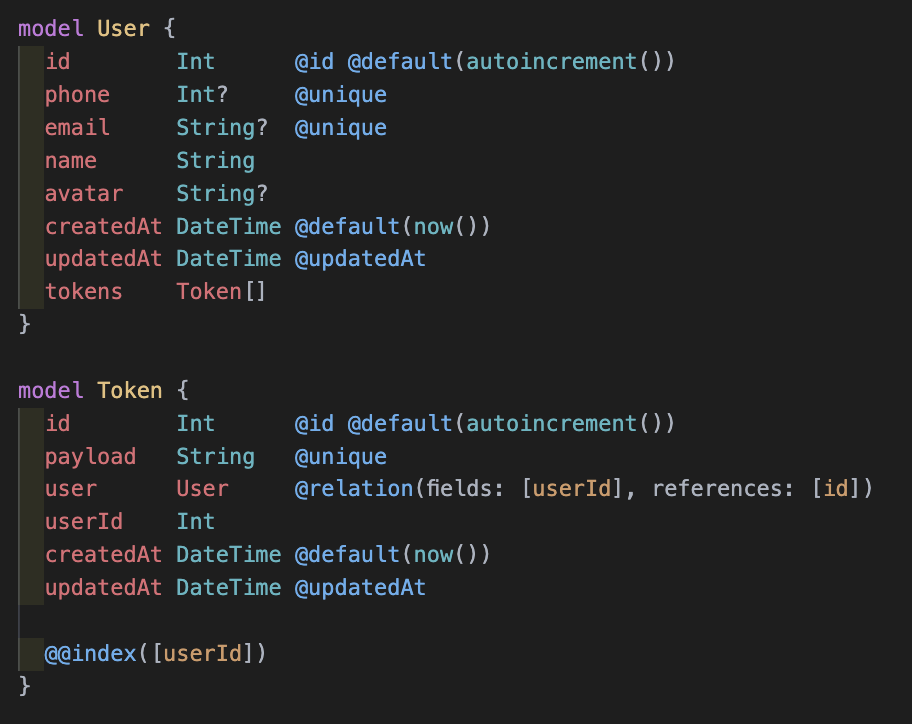 model User {
  id        Int      @id @default(autoincrement())
  phone     Int?     @unique
  email     String?  @unique
  name      String
  avatar    String?
  createdAt DateTime @default(now())
  updatedAt DateTime @updatedAt
  tokens    Token[]
}

model Token {
  id        Int      @id @default(autoincrement())
  payload   String   @unique
  user      User     @relation(fields: [userId], references: [id])
  userId    Int
  createdAt DateTime @default(now())
  updatedAt DateTime @updatedAt

  @@index([userId])
}